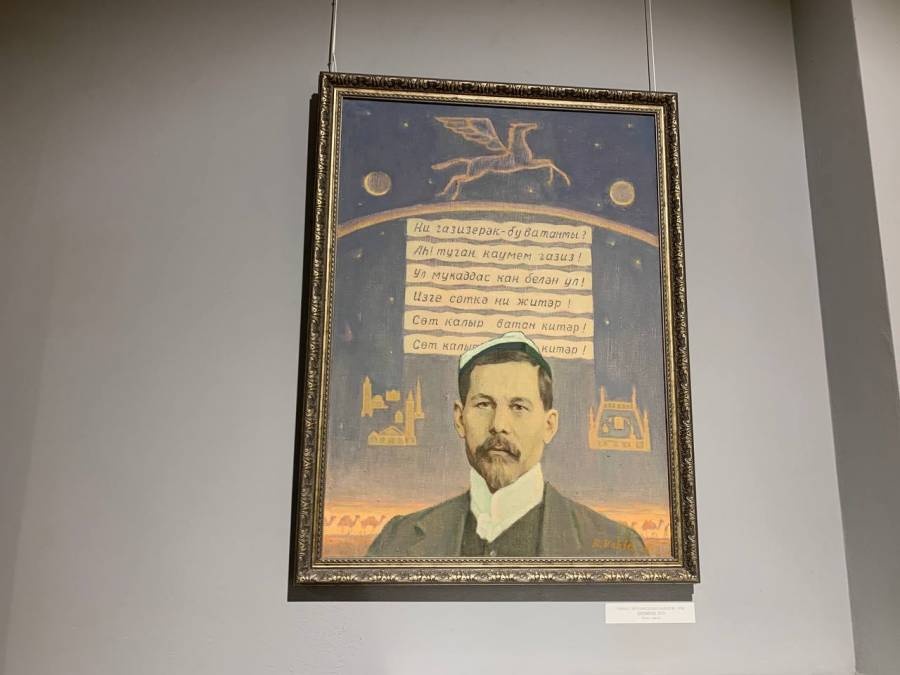 Ни газизерәк-бу ватанмы?
Аһ! туган каумем газиз!
Ул мукаддас кан белән ул!
Изге сөткә ни житәр!
Сөт калыр ватан китәр!
Сөт калыр китәр!